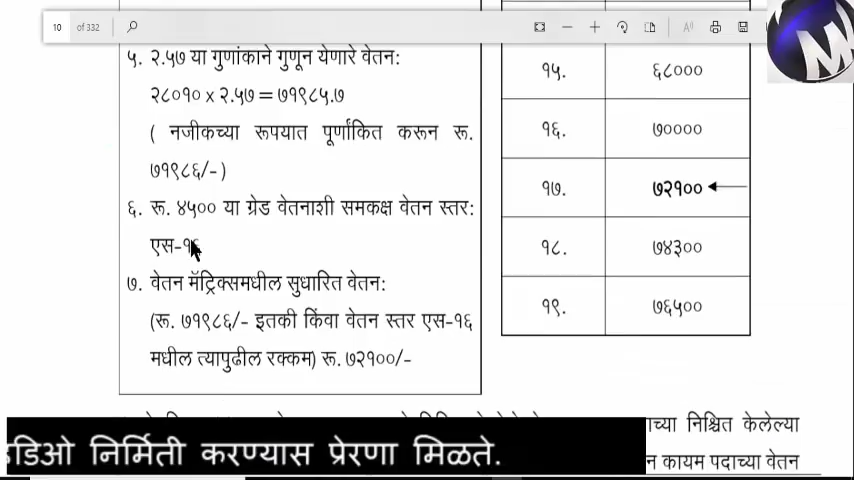 10 of 332
५. २.५७ या गुणांकाने गुणून येणारे वेतन:
२८०१० x २.५७ = ७१९८५.७
( नजीकच्या रूपयात पूर्णांकित करून रू.
७१९८६/- )
६. रू. ४५०० या ग्रेड वेतनाशी समकक्ष वेतन स्तर:
एस-१६
७. वेतन मॅट्रिक्समधील सुधारित वेतन:
(रू. ७१९८६/- इतकी किंवा वेतन स्तर एस-१६
मधील त्यापुढील रक्कम) रू. ७२१००/-
१५. ६८०००
१६. ७००००
१७. ७२१००
१८. ७४३००
१९. ७६५००
निश्चित केलेल्या
कायम पदाच्या वेतन
निर्मिती करण्यास प्रेरणा मिळते.